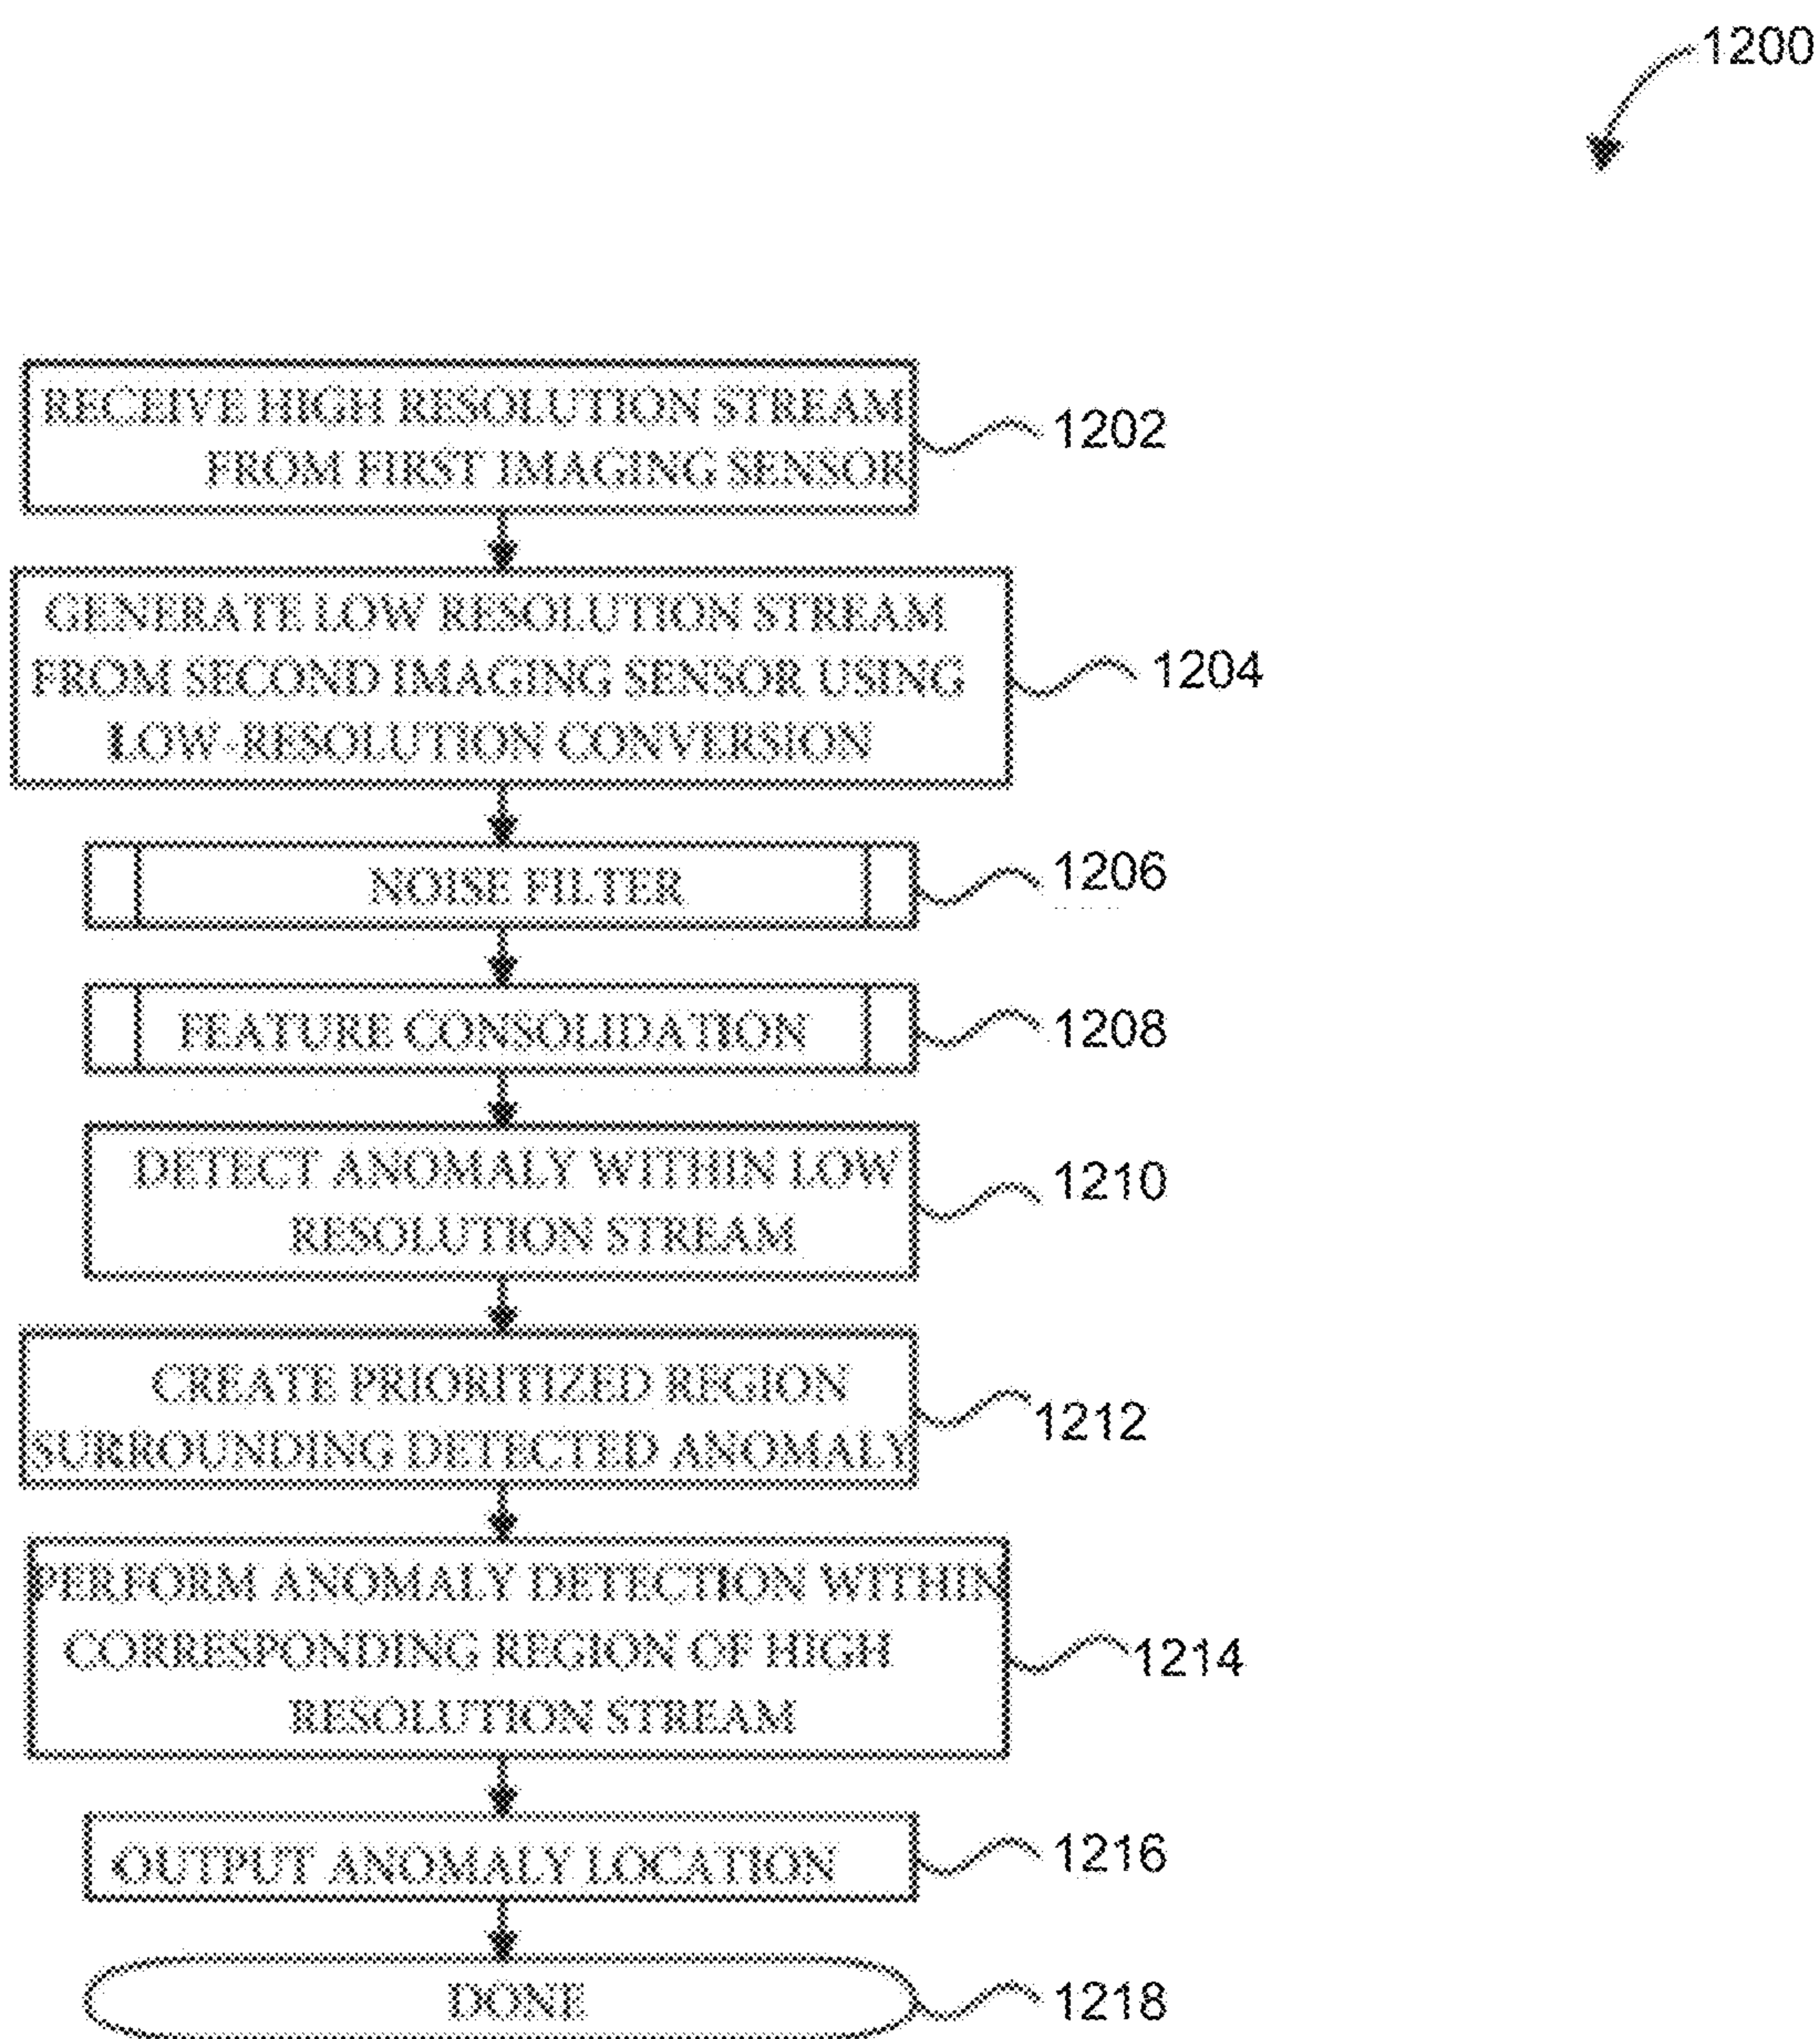 1200
RECEIVE HIGH RESOLUTION STREAM
FROM FIRST IMAGING SENSOR
1202
GENERATE LOW RESOLUTION STREAM
FROM SECOND IMAGING SENSOR USING
LOW-RESOLUTION CONVERSION
1204
NOISE FILTER
1206
FEATURE CONSOLIDATION
1208
DETECT ANOMALY WITHIN LOW
RESOLUTION STREAM
1210
CREATE PRIORITIZED REGION
SURROUNDING DETECTED ANOMALY
1212
PERFORM ANOMALY DETECTION WITHIN
CORRESPONDING REGION OF HIGH
RESOLUTION STREAM
1214
OUTPUT ANOMALY LOCATION
1216
DONE
1218